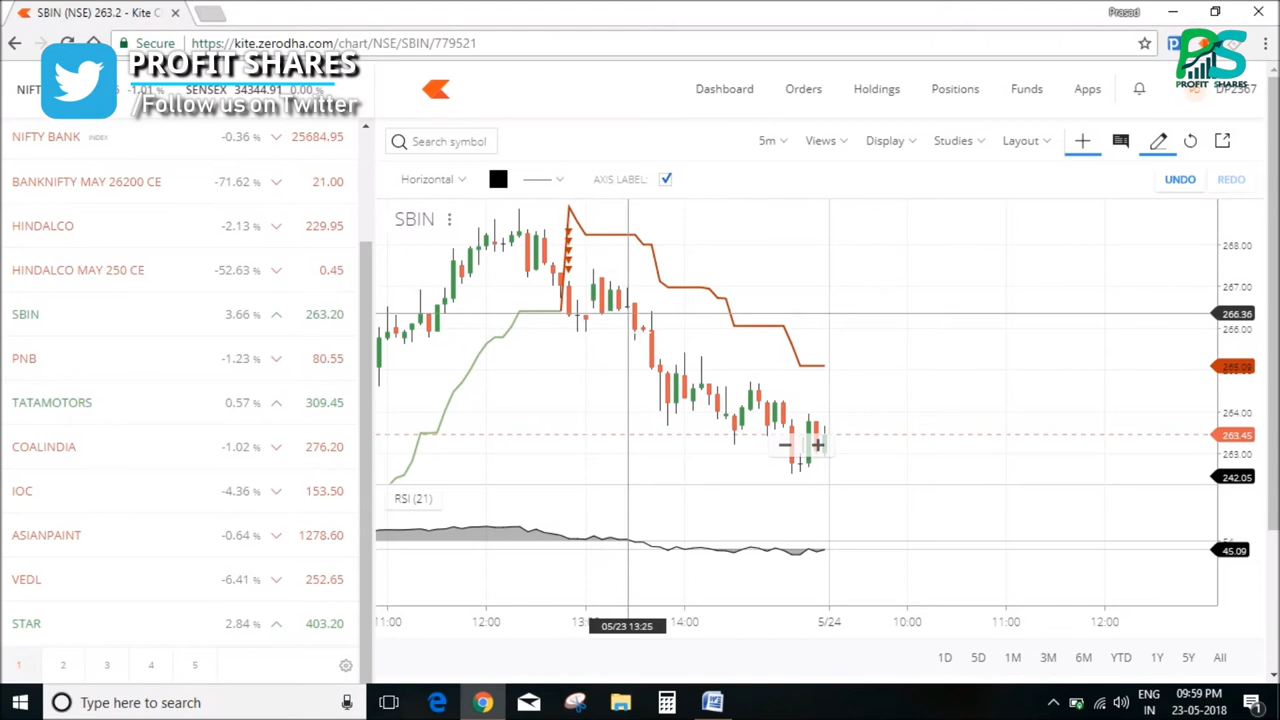 SBIN (NSE) 263.2 - Kite C
Prasad
Secure https://kite.zerodha.com/chart/NSE/SBIN/779521
PROFIT SHARES
/Follow us on Twitter
PS
PROFIT SHARES
-1.01 % SENSEX 34344.91 0.00 %
Dashboard Orders Holdings Positions Funds Apps
NIFTY BANK INDEX -0.36 % 25684.95
BANKNIFTY MAY 26200 CE -71.62 % 21.00
HINDALCO -2.13 % 229.95
HINDALCO MAY 250 CE -52.63 % 0.45
SBIN 3.66 % 263.20
PNB -1.23 % 80.55
TATAMOTORS 0.57 % 309.45
COALINDIA -1.02 % 276.20
IOC -4.36 % 153.50
ASIANPAINT -0.64 % 1278.60
VEDL -6.41 % 252.65
STAR 2.84 % 403.20
1 2 3 4 5
Search symbol 5m Views Display Studies Layout
Horizontal AXIS LABEL: UNDO REDO
SBIN
268.00
267.00
266.36
266.00
264.00
263.45
263.00
242.05
RSI (21)
45.09
11:00 12:00 14:00 5/24 10:00 11:00 12:00
05/23 13:25
1D 5D 1M 3M 6M YTD 1Y 5Y All
Type here to search
ENG
IN
09:59 PM
23-05-2018